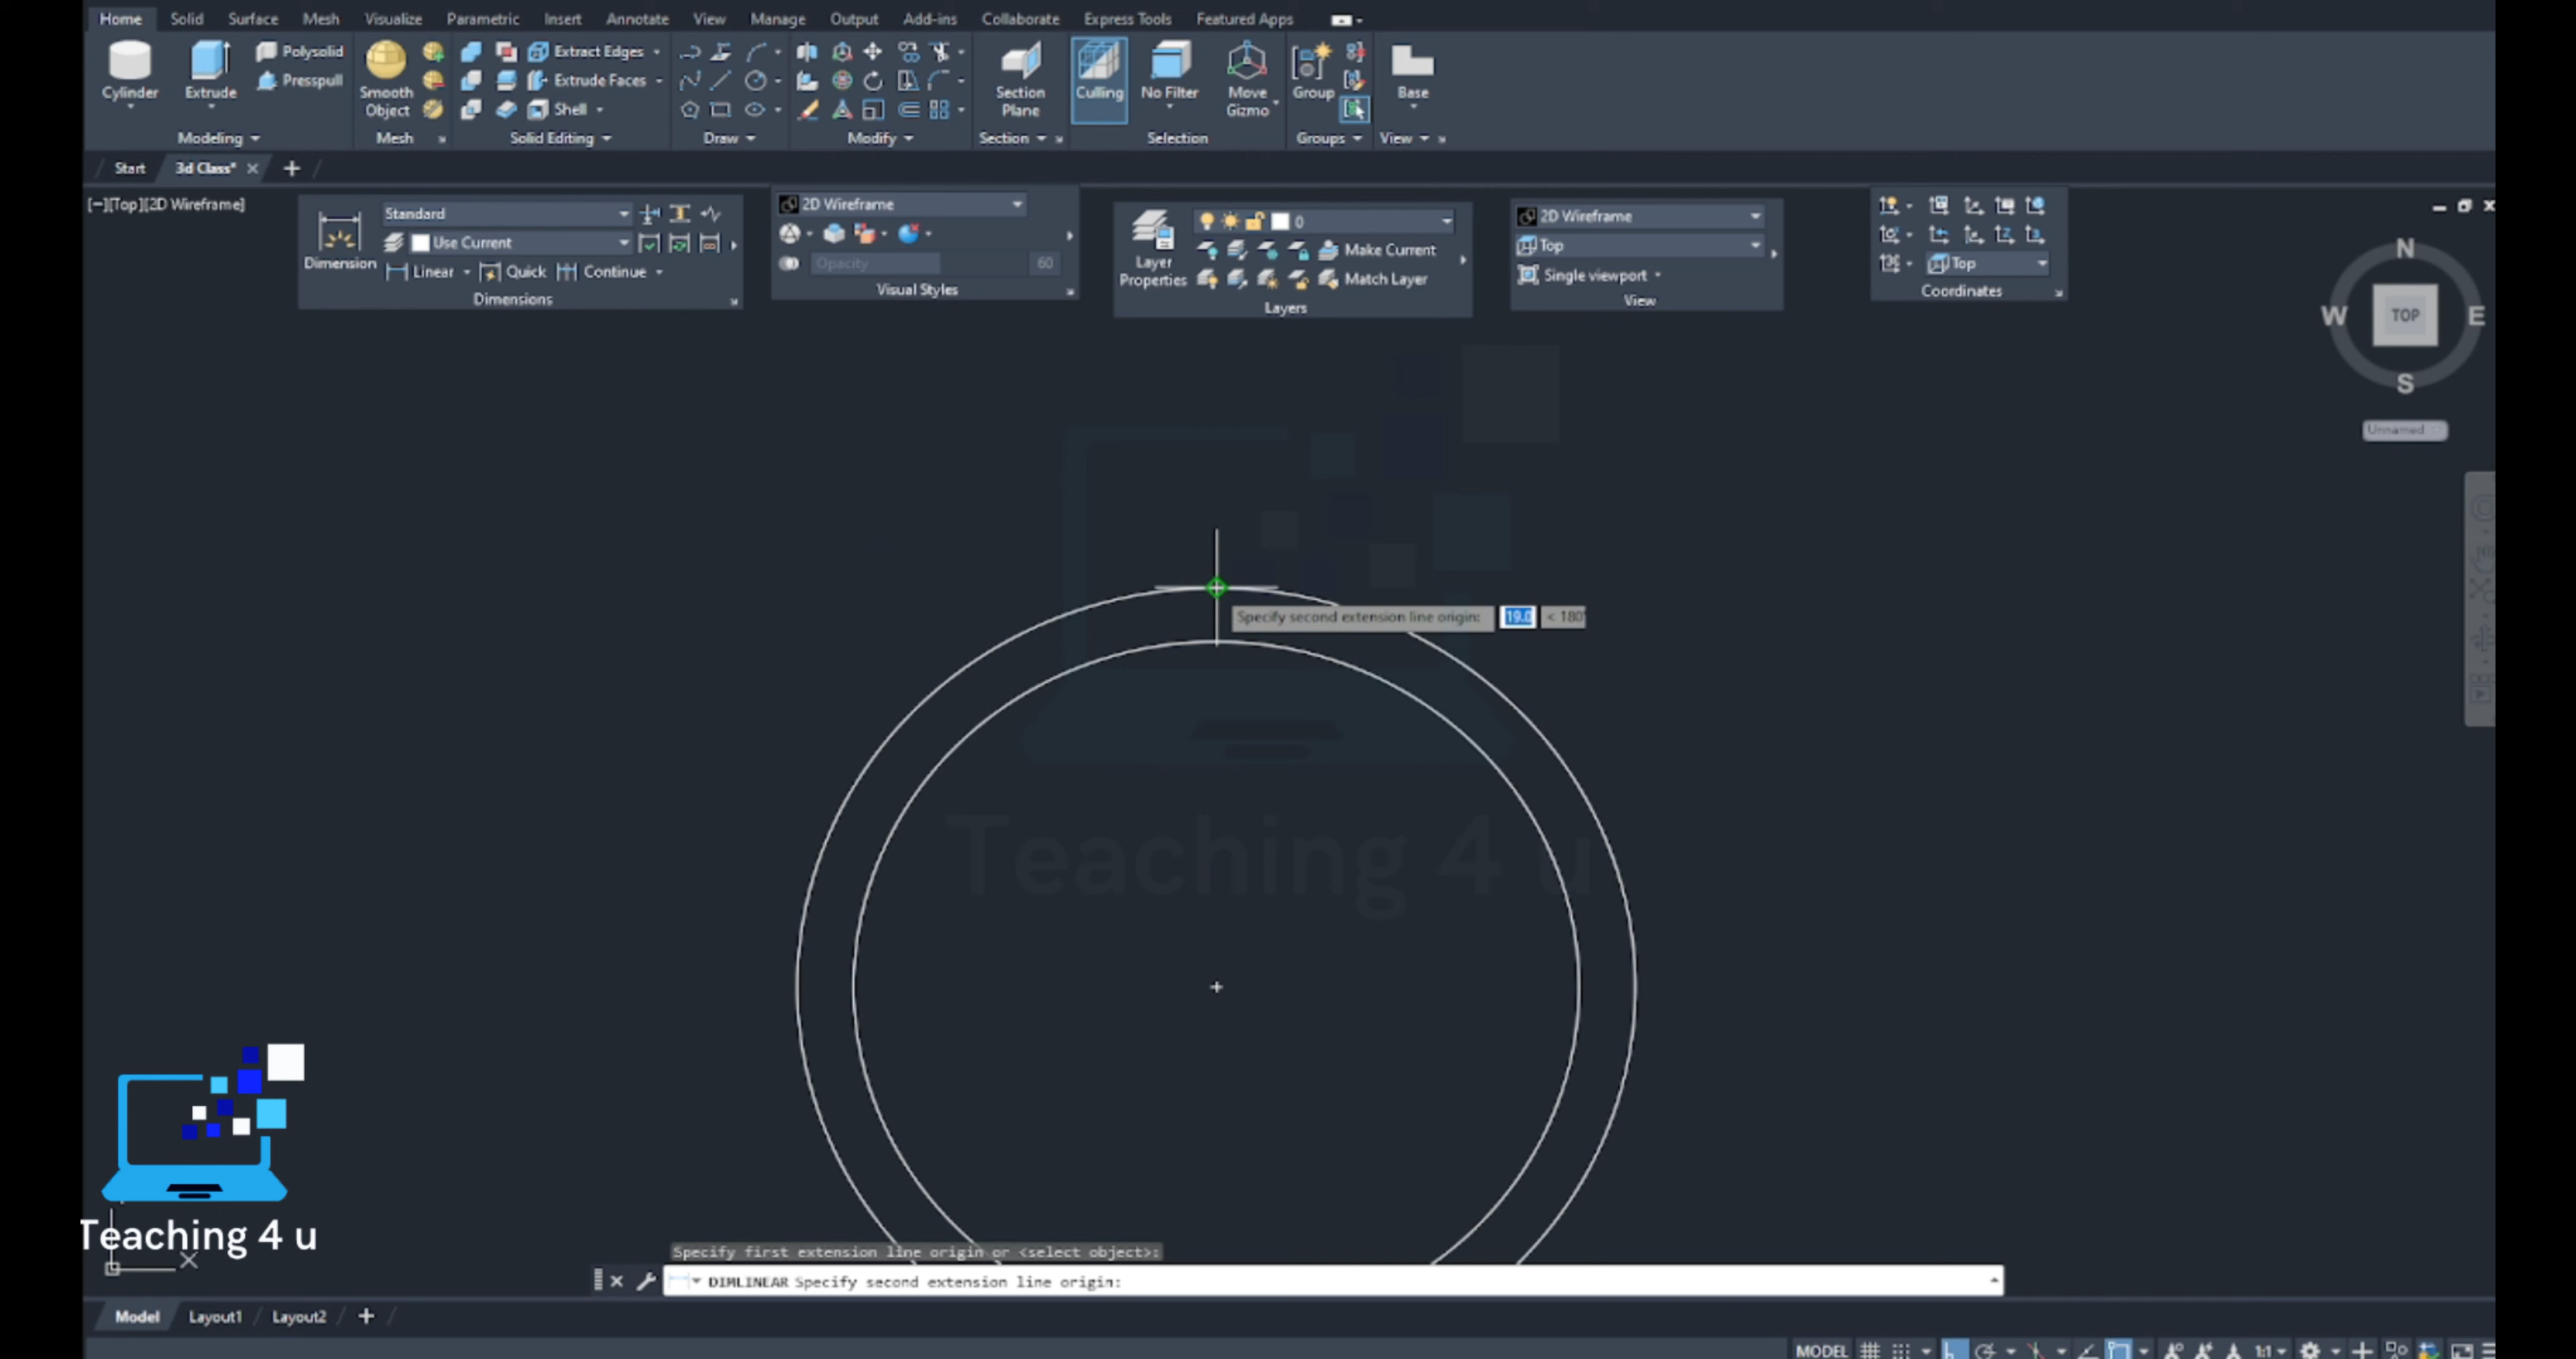 Home Solid Surface Mesh Visualize Parametric Insert Annotate View Manage Output Add-ins Collaborate Express Tools Featured Apps
Cylinder Extrude Polysolid Presspull
Modeling
Smooth Object
Mesh
Extract Edges
Extrude Faces
Shell
Solid Editing
Draw
Modify
Section Plane
Section
Culling No Filter Move Gizmo
Selection
Group
Groups
Base
View
Start 3d Class*
[−][Top][2D Wireframe]
Dimension
Standard
Use Current
Linear Quick Continue
Dimensions
2D Wireframe
Opacity 60
Visual Styles
Layer Properties
0
Make Current
Match Layer
Layers
2D Wireframe
Top
Single viewport
View
Top
Coordinates
N
W TOP E
S
Unnamed
Specify second extension line origin: 19.0 < 180
Teaching 4 u
Teaching 4 u
X
Specify first extension line origin or <select object>:
DIMLINEAR Specify second extension line origin:
Model Layout1 Layout2
MODEL 1:1